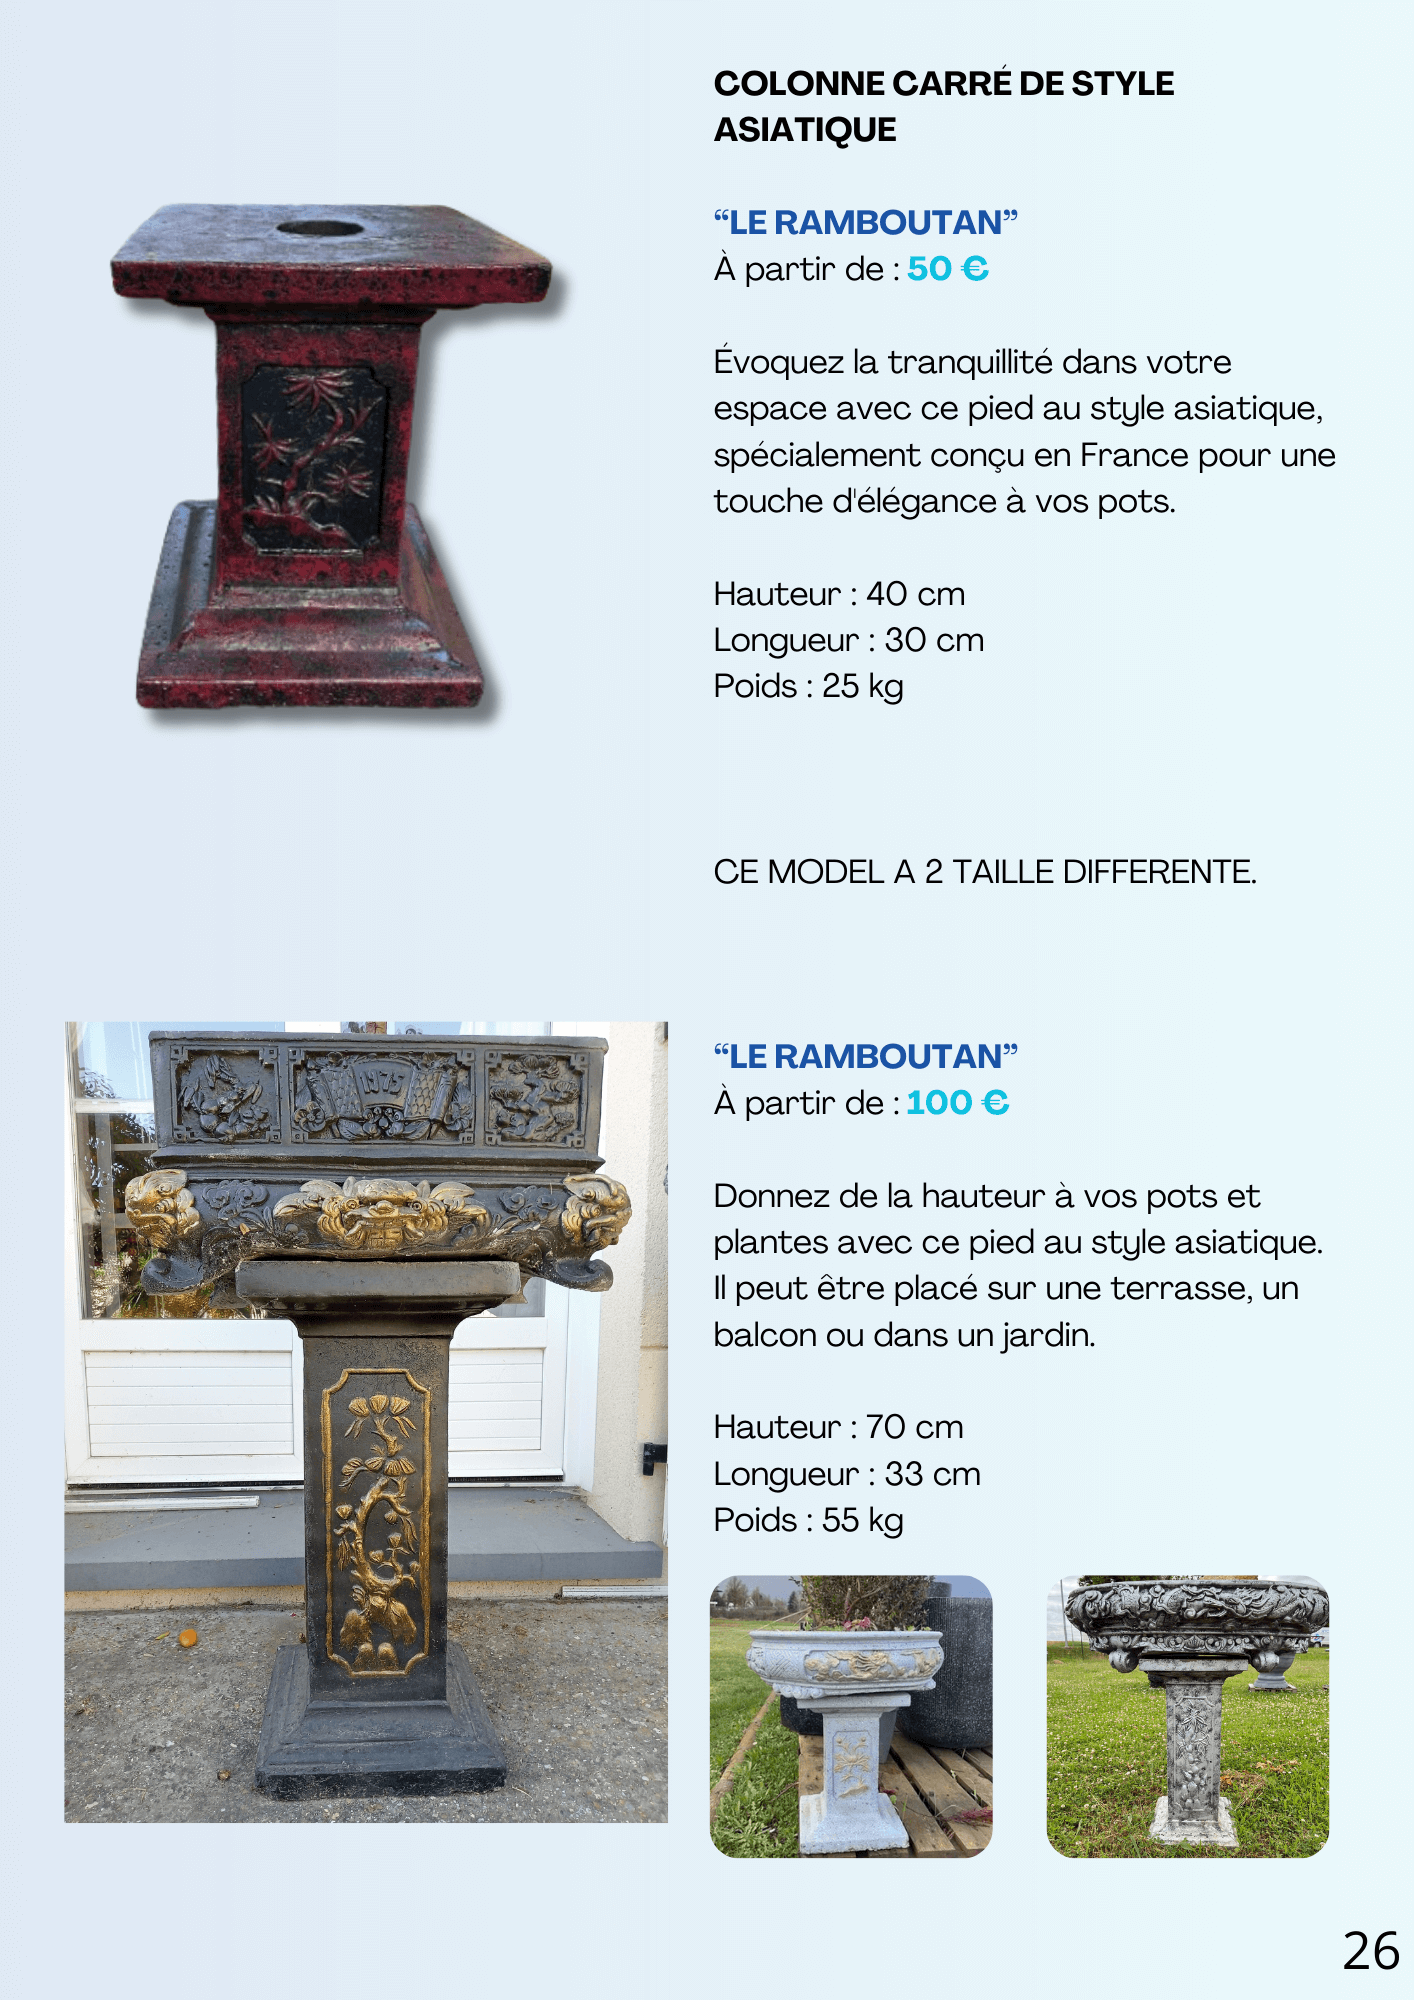 COLONNE CARRÉ DE STYLE
ASIATIQUE
“LE RAMBOUTAN”
À partir de : 50 €
Évoquez la tranquillité dans votre
espace avec ce pied au style asiatique,
spécialement conçu en France pour une
touche d'élégance à vos pots.
Hauteur : 40 cm
Longueur : 30 cm
Poids : 25 kg
CE MODEL A 2 TAILLE DIFFERENTE.
1975
“LE RAMBOUTAN”
À partir de : 100 €
Donnez de la hauteur à vos pots et
plantes avec ce pied au style asiatique.
Il peut être placé sur une terrasse, un
balcon ou dans un jardin.
Hauteur : 70 cm
Longueur : 33 cm
Poids : 55 kg
26